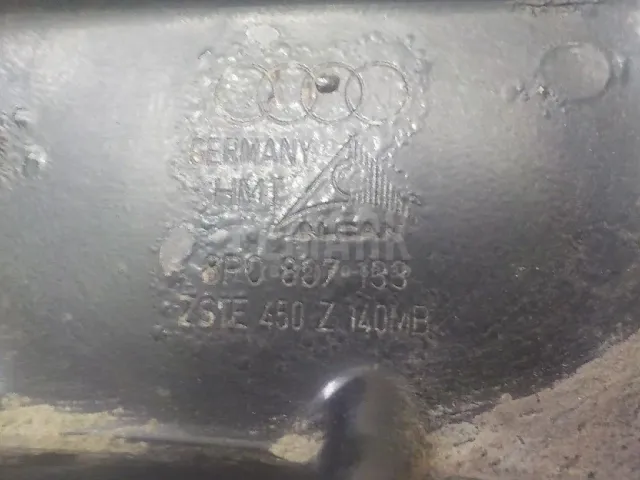 GERMANY
HMT
ALCAN
8P0 807 133
ZSTE 450 Z 140MB